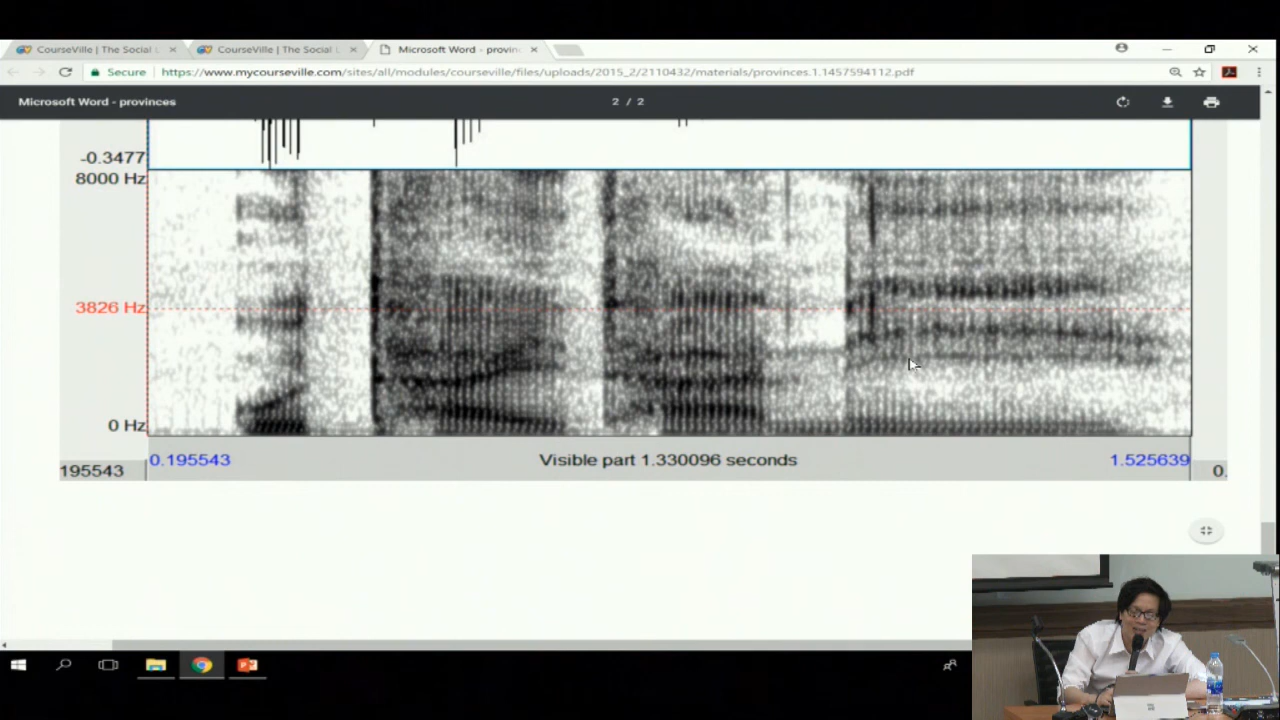 CourseVille | The Social L
CourseVille | The Social L
Microsoft Word - provinc
Secure
https://www.mycourseville.com/sites/all/modules/courseville/files/uploads/2015_2/2110432/materials/provinces.1.1457594112.pdf
Microsoft Word - provinces
2 / 2
-0.3477
8000 Hz
3826 Hz
0 Hz
195543
0.195543
Visible part 1.330096 seconds
1.525639
0.